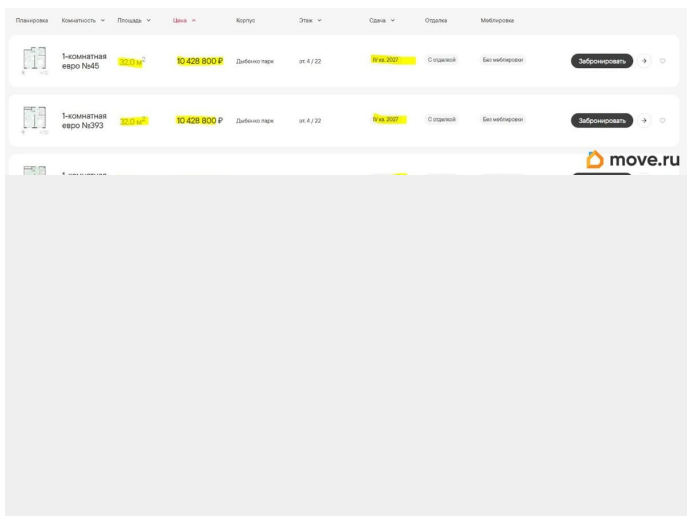 Планировка Комнатность Площадь Цена Корпус Этаж Сдача Отделка Меблировка
1-комнатная
евро №45 32.0 м² 10 428 800 ₽ Дыбенко парк эт. 4 / 22 IV кв. 2027 С отделкой Без меблировки Забронировать →
1-комнатная
евро №393 32.0 м² 10 428 800 ₽ Дыбенко парк эт. 4 / 22 IV кв. 2027 С отделкой Без меблировки Забронировать →
move.ru